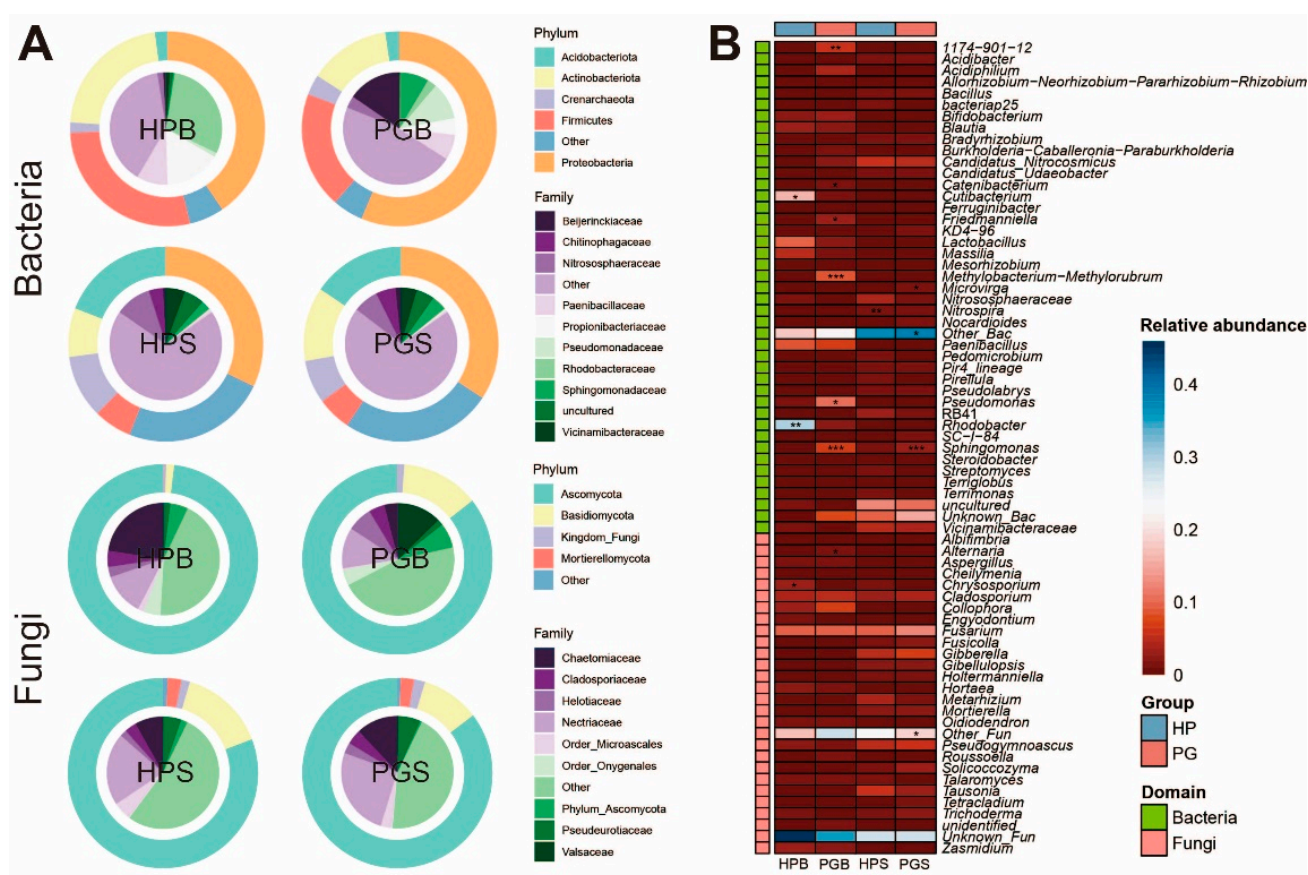 A
Bacteria
Fungi
HPB
PGB
HPS
PGS
HPB
PGB
HPS
PGS
Phylum
Acidobacteriota
Actinobacteriota
Crenarchaeota
Firmicutes
Other
Proteobacteria
Family
Beijerinckiaceae
Chitinophagaceae
Nitrososphaeraceae
Other
Paenibacillaceae
Propionibacteriaceae
Pseudomonadaceae
Rhodobacteraceae
Sphingomonadaceae
uncultured
Vicinamibacteraceae
Phylum
Ascomycota
Basidiomycota
Kingdom_Fungi
Mortierellomycota
Other
Family
Chaetomiaceae
Cladosporiaceae
Helotiaceae
Nectriaceae
Order_Microascales
Order_Onygenales
Other
Phylum_Ascomycota
Pseudeurotiaceae
Valsaceae
B
** 1174-901-12
Acidibacter
Acidiphilium
Allorhizobium-Neorhizobium-Pararhizobium-Rhizobium
Bacillus
bacteriap25
Bifidobacterium
Blautia
Bradyrhizobium
Burkholderia-Caballeronia-Paraburkholderia
Candidatus_Nitrocosmicus
Candidatus_Udaeobacter
* Catenibacterium
* Cutibacterium
Ferruginibacter
* Friedmanniella
KD4-96
Lactobacillus
Massilia
Mesorhizobium
*** Methylobacterium-Methylorubrum
* Microvirga
Nitrososphaeraceae
** Nitrospira
Nocardioides
* Other_Bac
Paenibacillus
Pedomicrobium
Pir4_lineage
Pirellula
Pseudolabrys
* Pseudomonas
RB41
** Rhodobacter
SC-I-84
*** *** Sphingomonas
Steroidobacter
Streptomyces
Terriglobus
Terrimonas
uncultured
Unknown_Bac
Vicinamibacteraceae
Albifimbria
* Alternaria
Aspergillus
Cheilymenia
* Chrysosporium
Cladosporium
Collophora
Engyodontium
Fusarium
Fusicolla
Gibberella
Gibellulopsis
Holtermanniella
Hortaea
Metarhizium
Mortierella
Oidiodendron
* Other_Fun
Pseudogymnoascus
Roussoella
Solicoccozyma
Talaromyces
Tausonia
Tetracladium
Trichoderma
unidentified
Unknown_Fun
Zasmidium
HPB PGB HPS PGS
Relative abundance
0.4
0.3
0.2
0.1
0
Group
HP
PG
Domain
Bacteria
Fungi